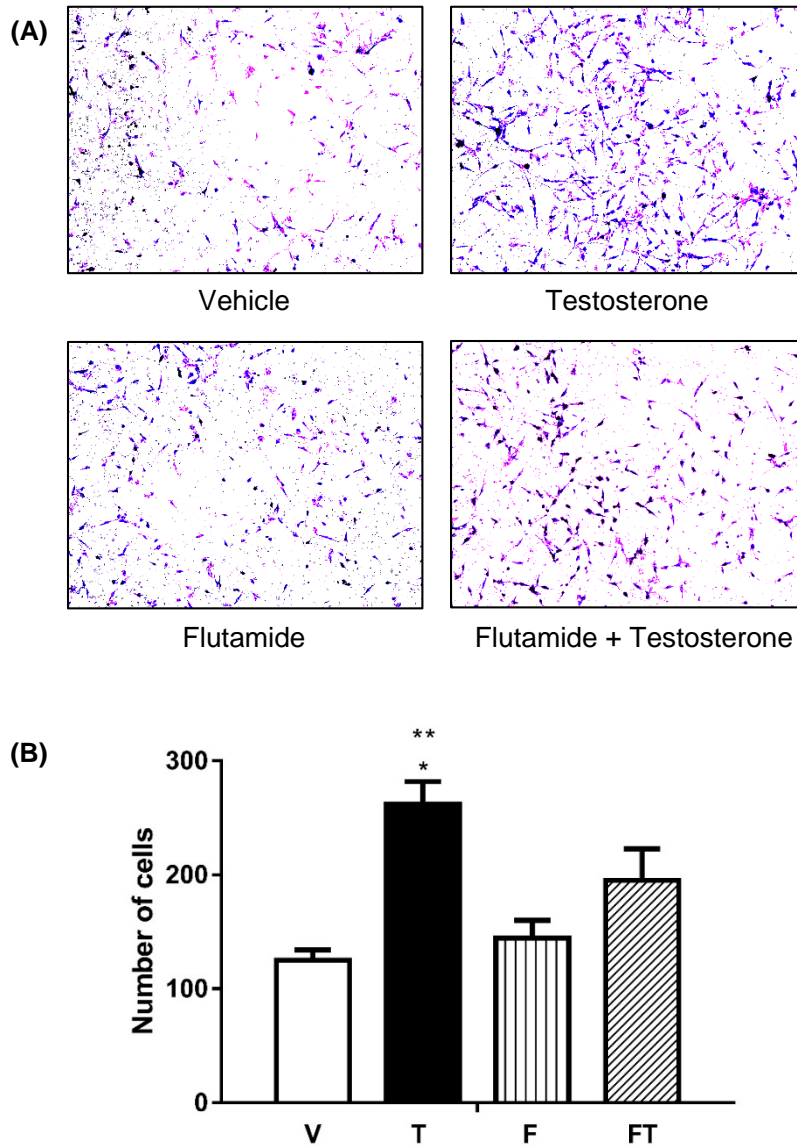 (A)
Vehicle
Testosterone
Flutamide
Flutamide + Testosterone
(B)
**
*
300
200
100
0
Number of cells
V
T
F
FT